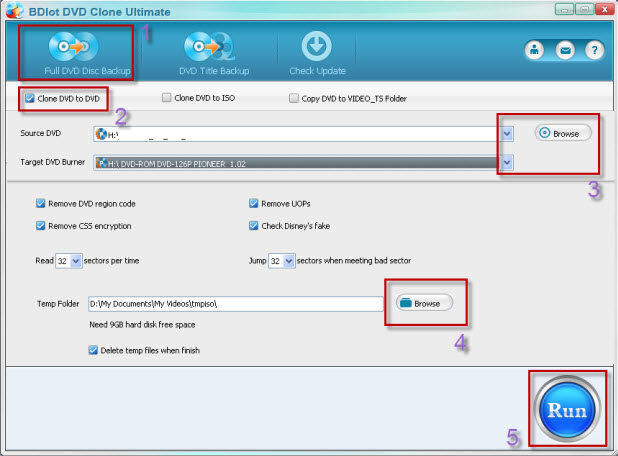 BDlot DVD Clone Ultimate
1
Full DVD Disc Backup
DVD Title Backup
Check Update
?
Clone DVD to DVD
Clone DVD to ISO
Copy DVD to VIDEO_TS Folder
2
Source DVD
H:\ _ _ _
Browse
Target DVD Burner
H:\ DVD-ROM DVD-126P PIONEER 1.02
3
Remove DVD region code
Remove UOPs
Remove CSS encryption
Check Disney's fake
Read 32 sectors per time
Jump 32 sectors when meeting bad sector
Temp Folder
D:\My Documents\My Videos\tmpiso\
Browse
Need 9GB hard disk free space
4
Delete temp files when finish
Run
5